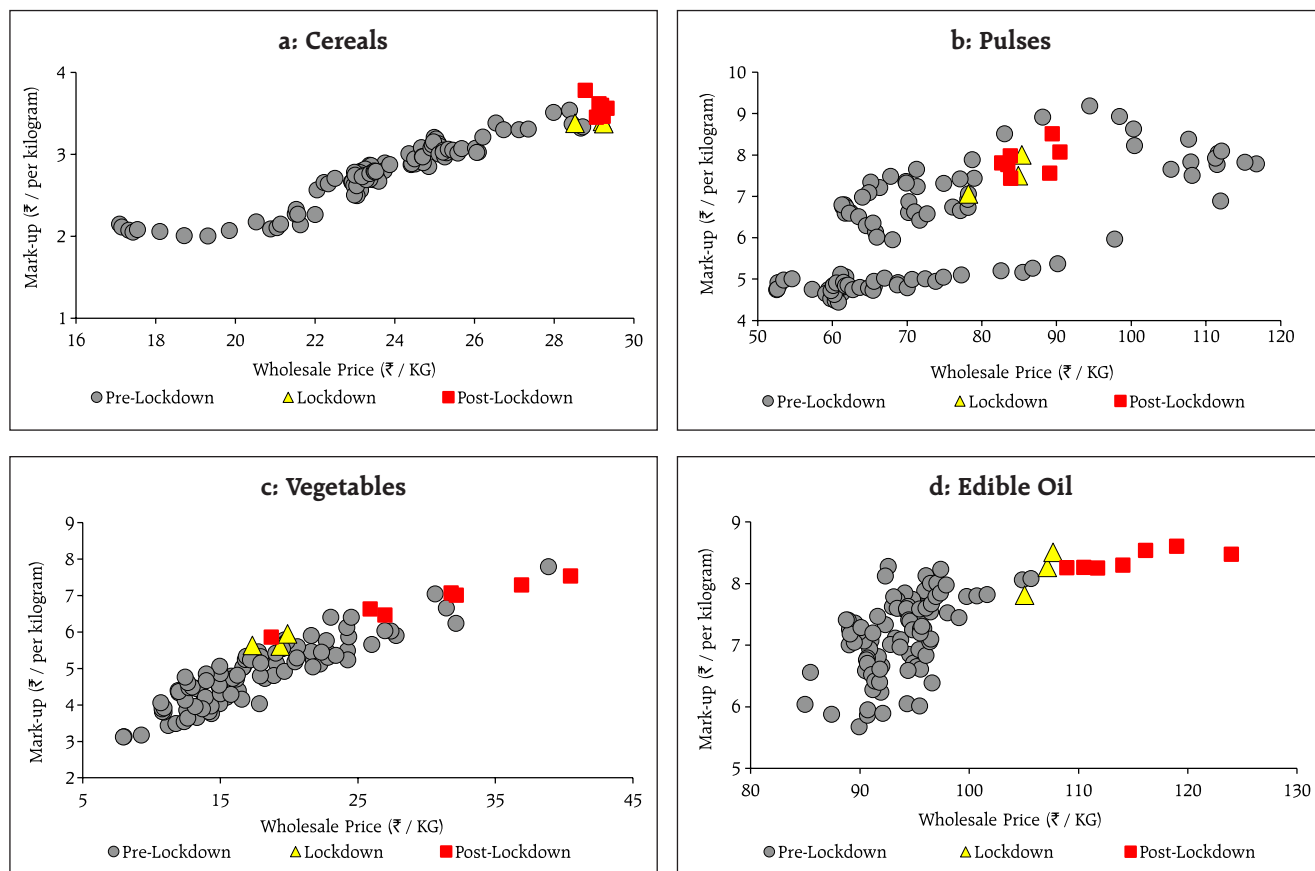 a: Cereals
Mark-up (₹ / per kilogram)
4
3
2
1
16 18 20 22 24 26 28 30
Wholesale Price (₹ / KG)
Pre-Lockdown Lockdown Post-Lockdown
b: Pulses
Mark-up (₹ / per kilogram)
10
9
8
7
6
5
4
50 60 70 80 90 100 110 120
Wholesale Price (₹ / KG)
Pre-Lockdown Lockdown Post-Lockdown
c: Vegetables
Mark-up (₹ / per kilogram)
9
8
7
6
5
4
3
2
5 15 25 35 45
Wholesale Price (₹ / KG)
Pre-Lockdown Lockdown Post-Lockdown
d: Edible Oil
Mark-up (₹ / per kilogram)
9
8
7
6
5
80 90 100 110 120 130
Wholesale Price (₹ / KG)
Pre-Lockdown Lockdown Post-Lockdown